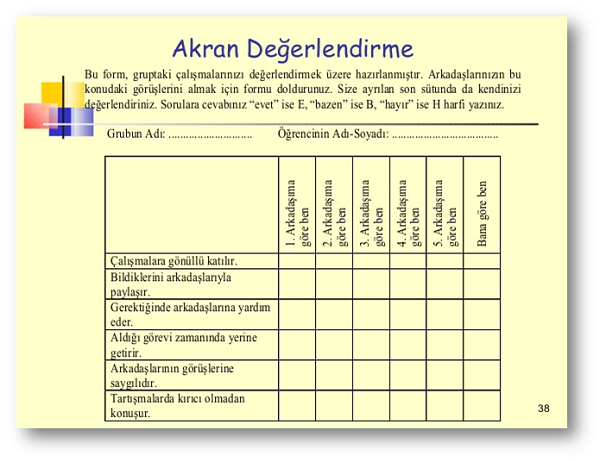 Akran Değerlendirme
Bu form, gruptaki çalışmalarınızı değerlendirmek üzere hazırlanmıştır. Arkadaşlarınızın bu
konudaki görüşlerini almak için formu doldurunuz. Size ayrılan son sütunda da kendinizi
değerlendiriniz. Sorulara cevabınız “evet” ise E, “bazen” ise B, “hayır” ise H harfi yazınız.
Grubun Adı: ............................. Öğrencinin Adı-Soyadı: .....................................
1. Arkadaşıma
göre ben
2. Arkadaşıma
göre ben
3. Arkadaşıma
göre ben
4. Arkadaşıma
göre ben
5. Arkadaşıma
göre ben
Bana göre ben
Çalışmalara gönüllü katılır.
Bildiklerini arkadaşlarıyla
paylaşır.
Gerektiğinde arkadaşlarına yardım
eder.
Aldığı görevi zamanında yerine
getirir.
Arkadaşlarının görüşlerine
saygılıdır.
Tartışmalarda kırıcı olmadan
konuşur.
38